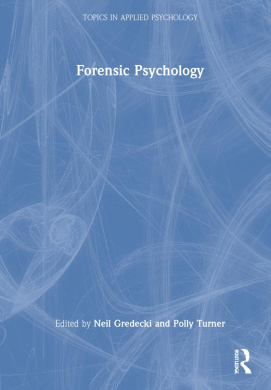 TOPICS IN APPLIED PSYCHOLOGY
Forensic Psychology
Edited by Neil Gredecki and Polly Turner
ROUTLEDGE